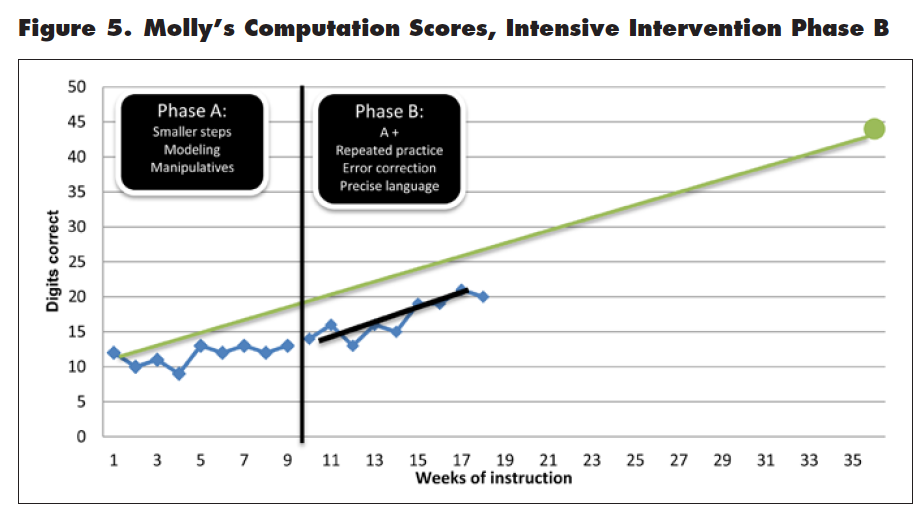 Figure 5. Molly's Computation Scores, Intensive Intervention Phase B
50
45
40
35
30
25
20
15
10
5
0
Digits correct
Phase A:
Smaller steps
Modeling
Manipulatives
Phase B:
A +
Repeated practice
Error correction
Precise language
1 3 5 7 9 11 13 15 17 19 21 23 25 27 29 31 33 35
Weeks of instruction